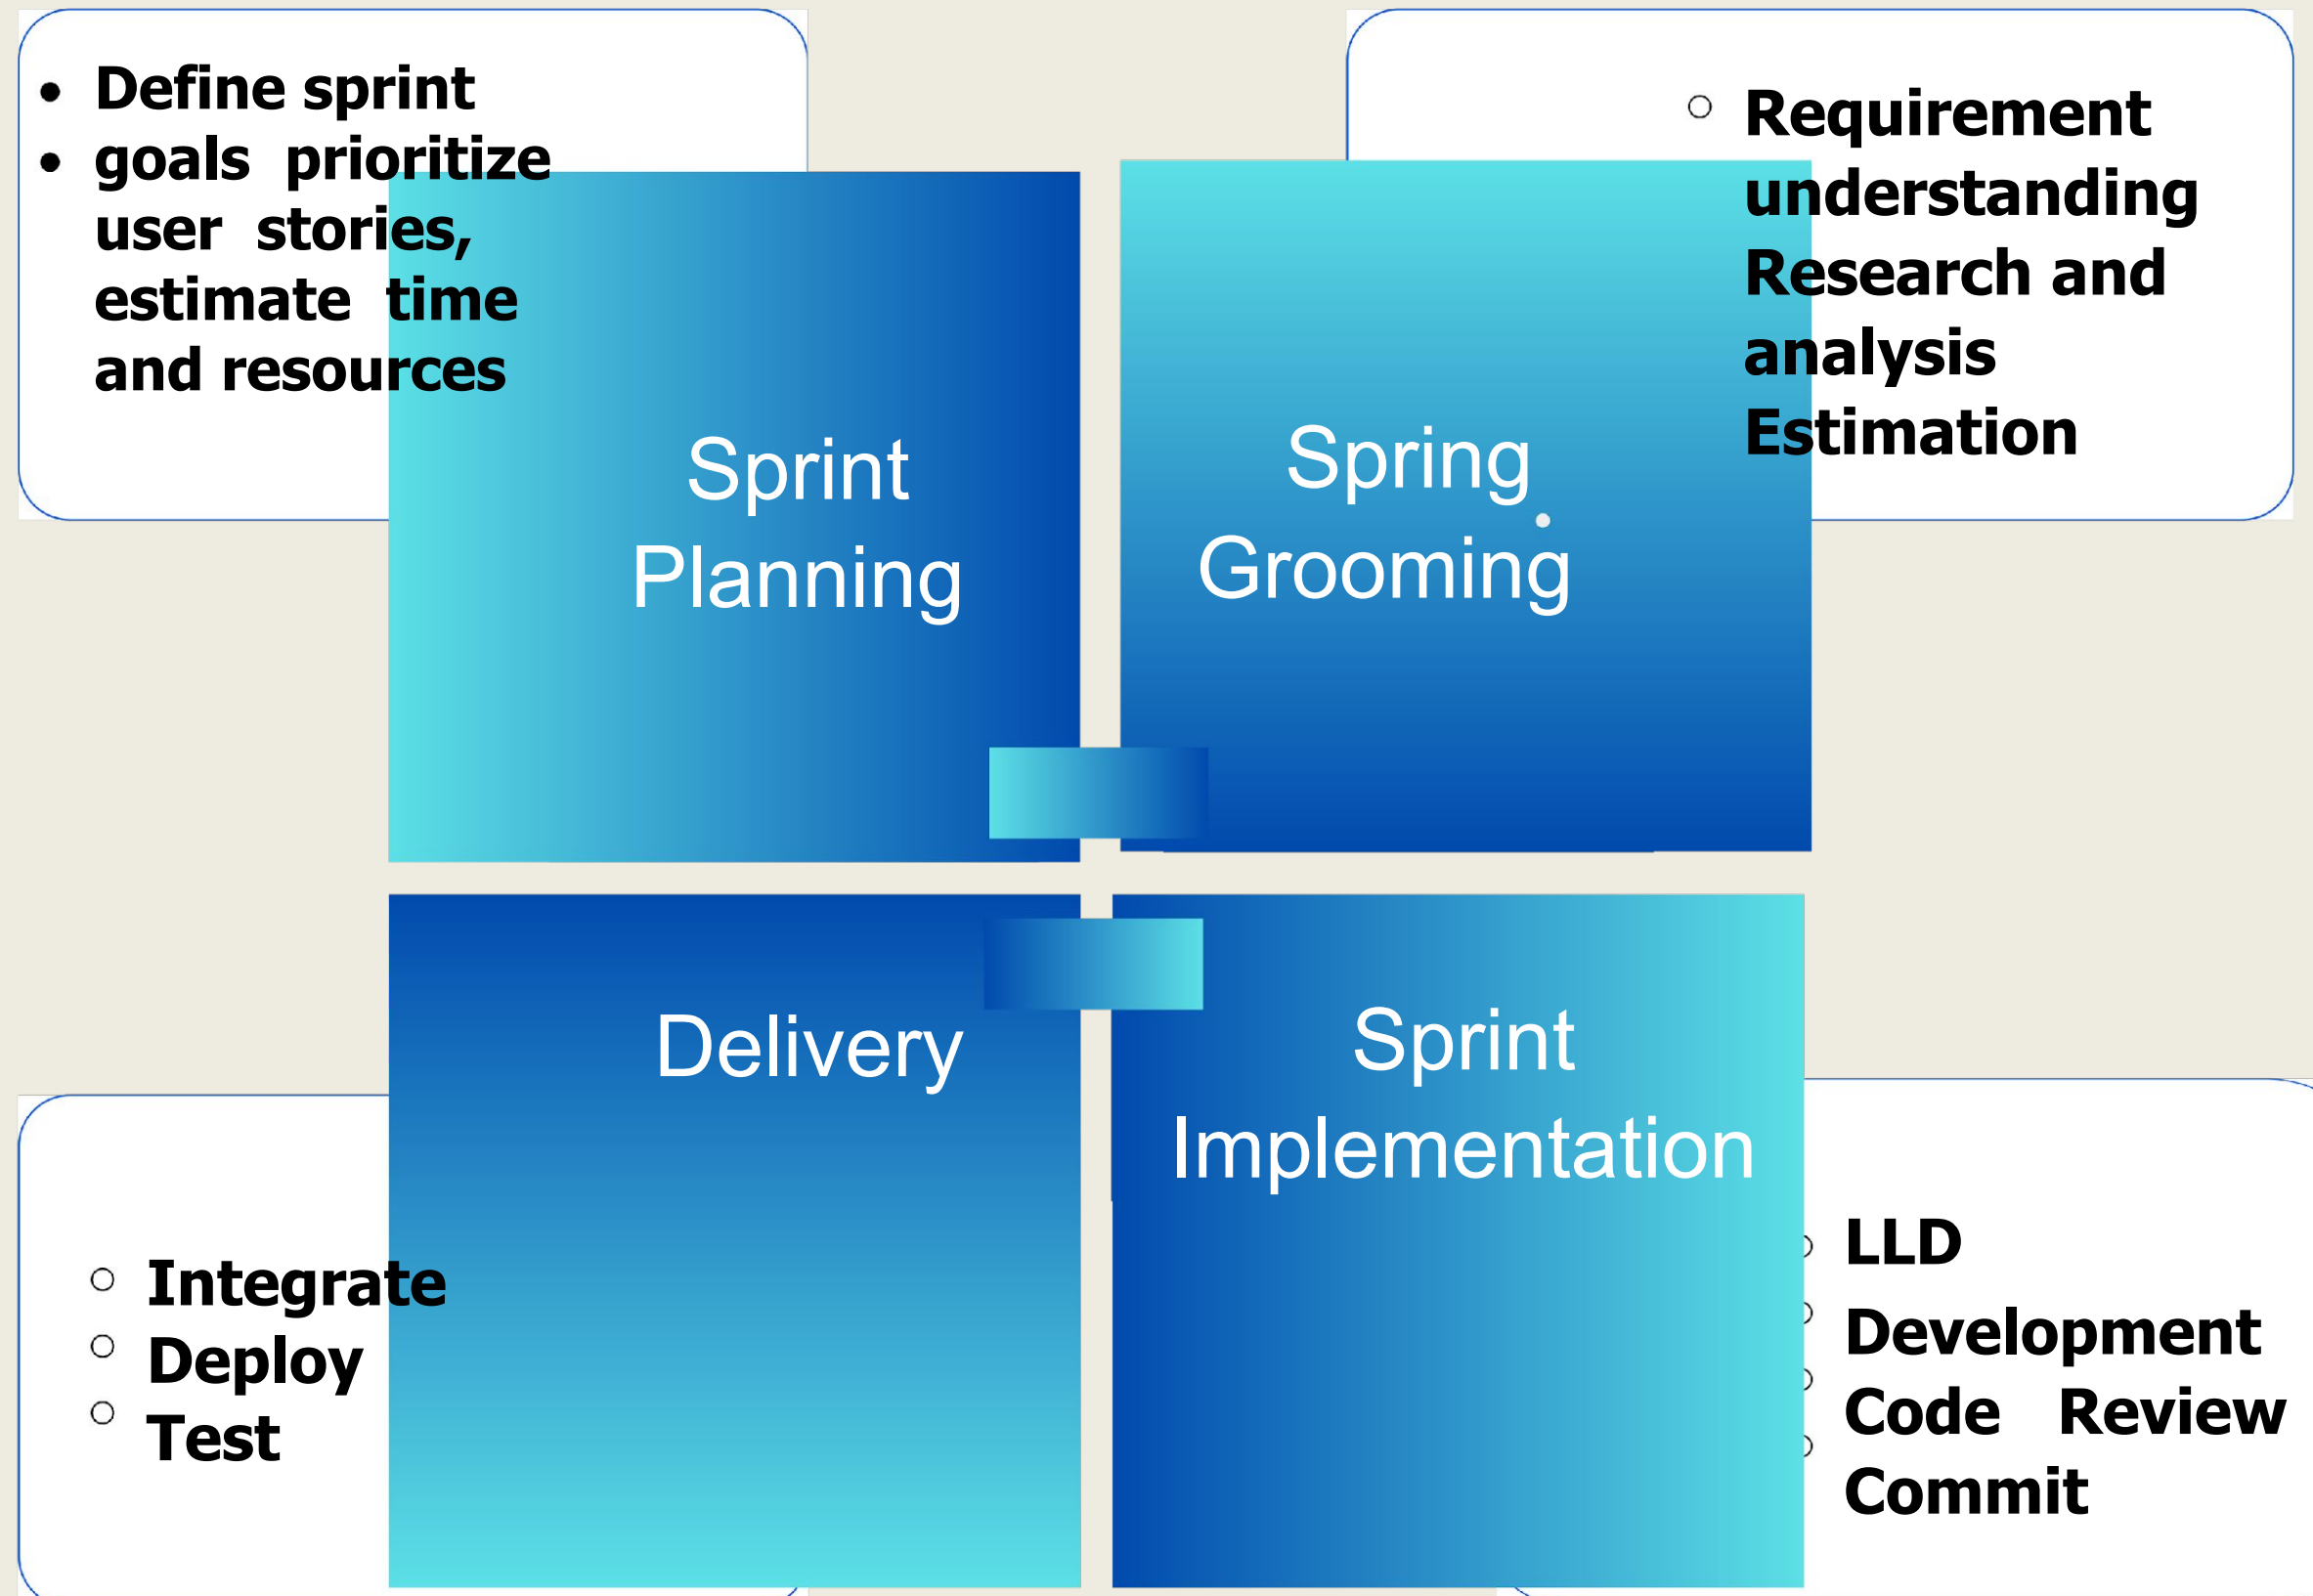 Define sprint
goals prioritize
user stories,
estimate time
and resources
Sprint
Planning
Requirement
understanding
Research and
analysis
Estimation
Spring
Grooming
Integrate
Deploy
Test
Delivery
Sprint
Implementation
LLD
Development
Code Review
Commit